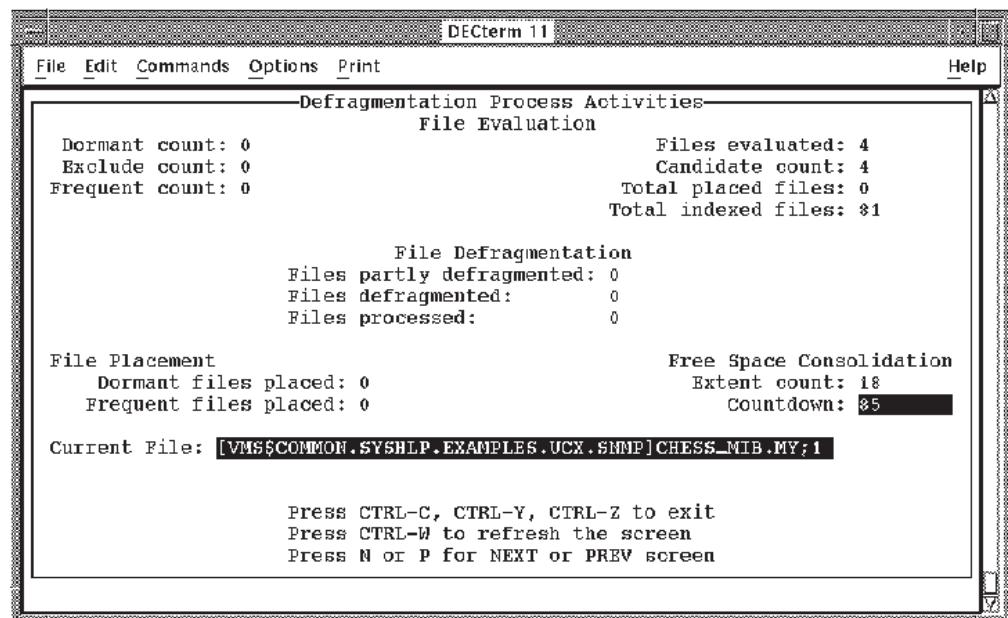 DECterm 11
File Edit Commands Options Print Help
Defragmentation Process Activities
File Evaluation
Dormant count: 0 Files evaluated: 4
Exclude count: 0 Candidate count: 4
Frequent count: 0 Total placed files: 0
Total indexed files: 81
File Defragmentation
Files partly defragmented: 0
Files defragmented: 0
Files processed: 0
File Placement Free Space Consolidation
Dormant files placed: 0 Extent count: 18
Frequent files placed: 0 Countdown: 85
Current File: [VMS$COMMON.SYSHLP.EXAMPLES.UCX.SNMP]CHESS_MIB.MY;1
Press CTRL-C, CTRL-Y, CTRL-Z to exit
Press CTRL-W to refresh the screen
Press N or P for NEXT or PREV screen